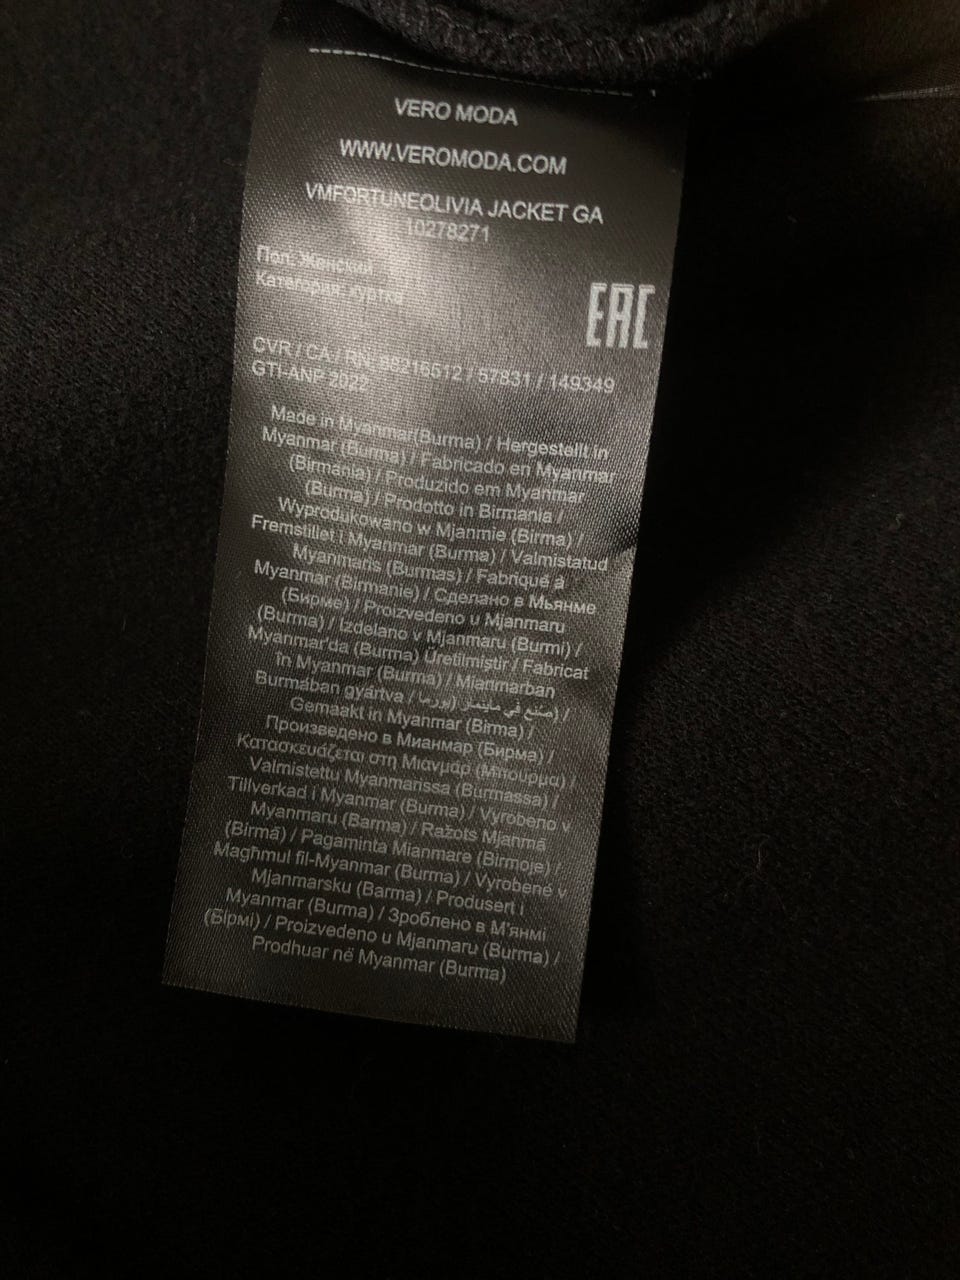 VERO MODA
WWW.VEROMODA.COM
VMFORTUNEOLIVIA JACKET GA
10278271
Пол: Женский
Категория: куртка
EAC
CVR / CA / RN: 96216512 / 57831 / 149349
GTI-ANP 2022
Made in Myanmar(Burma) / Hergestellt in
Myanmar (Burma) / Fabricado en Myanmar
(Birmania) / Produzido em Myanmar
(Burma) / Prodotto in Birmania /
Wyprodukowano w Mjanmie (Birma) /
Fremstillet i Myanmar (Burma) / Valmistatud
Myanmaris (Burmas) / Fabriqué à
Myanmar (Birmanie) / Сделано в Мьянме
(Бирме) / Proizvedeno u Mjanmaru
(Burma) / Izdelano v Mjanmaru (Burmi) /
Myanmar'da (Burma) Üretilmiştir / Fabricat
în Myanmar (Burma) / Mianmarban
Burmában gyártva / صنع في ماينمار (بورما) /
Gemaakt in Myanmar (Birma) /
Произведено в Мианмар (Бирма) /
Κατασκευάζεται στη Μιανμάρ (Μπουρμα) /
Valmistettu Myanmarissa (Burmassa) /
Tillverkad i Myanmar (Burma) / Vyrobeno v
Myanmaru (Barma) / Ražots Mjanmā
(Birmā) / Pagaminta Mianmare (Birmoje) /
Magħmul fil-Myanmar (Burma) / Vyrobené v
Mjanmarsku (Barma) / Produsert i
Myanmar (Burma) / Зроблено в М'янмі
(Бірмі) / Proizvedeno u Mjanmaru (Burma) /
Prodhuar në Myanmar (Burma)